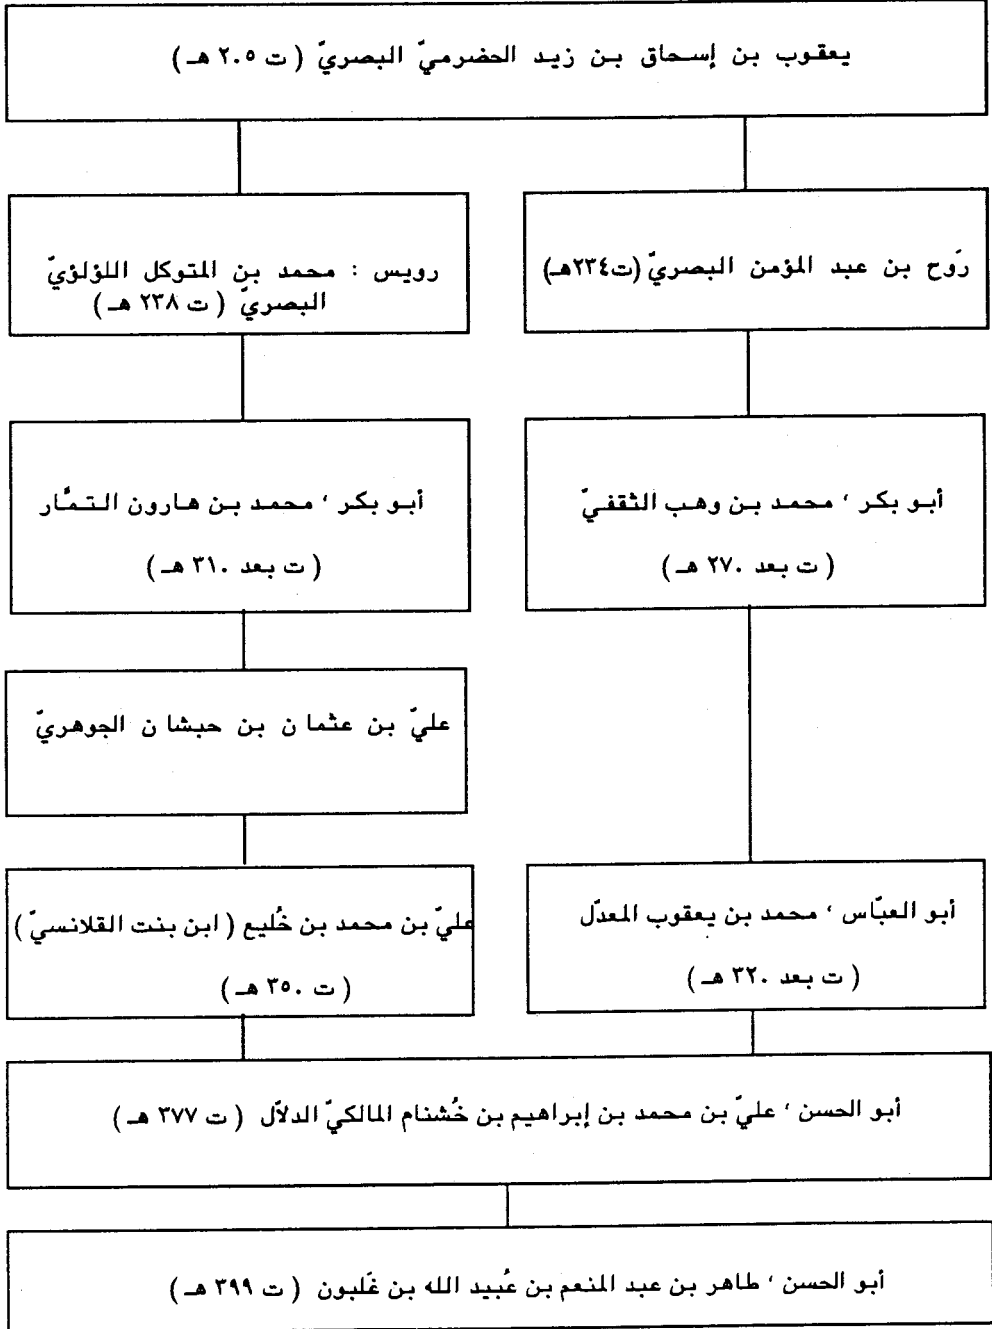 يعقوب بن إسحاق بن زيد الحضرميّ البصريّ ( ت ٢٠٥ هـ )
رَوح بن عبد المؤمن البصريّ (ت٢٣٤هـ)
رويس : محمد بن المتوكل اللؤلؤيّ
البصريّ ( ت ٢٣٨ هـ )
أبو بكر ، محمد بن وهب الثقفيّ
( ت بعد ٢٧٠ هـ )
أبو بكر ، محمد بن هارون التمّار
( ت بعد ٣١٠ هـ )
عليّ بن عثمان بن حبشان الجوهريّ
أبو العبّاس ، محمد بن يعقوب المعدّل
( ت بعد ٣٢٠ هـ )
عليّ بن محمد بن خُليع ( ابن بنت القلانسيّ )
( ت ٣٥٠ هـ )
أبو الحسن ، عليّ بن محمد بن إبراهيم بن خُشنام المالكيّ الدلاّل ( ت ٣٧٧ هـ )
أبو الحسن ، طاهر بن عبد المنعم بن عُبيد الله بن غَلبون ( ت ٣٩٩ هـ )